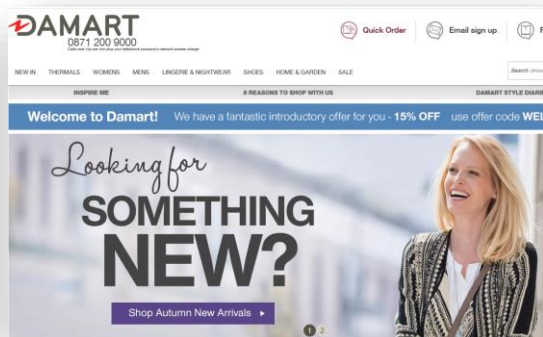 DAMART
0871 200 9000
Quick Order
Email sign up
NEW IN THERMALS WOMENS MENS LINGERIE & NIGHTWEAR SHOES HOME & GARDEN SALE
Search
INSPIRE ME
8 REASONS TO SHOP WITH US
DAMART STYLE DIARIE
Welcome to Damart! We have a fantastic introductory offer for you - 15% OFF use offer code WEL
Looking for
SOMETHING
NEW?
Shop Autumn New Arrivals
1 2